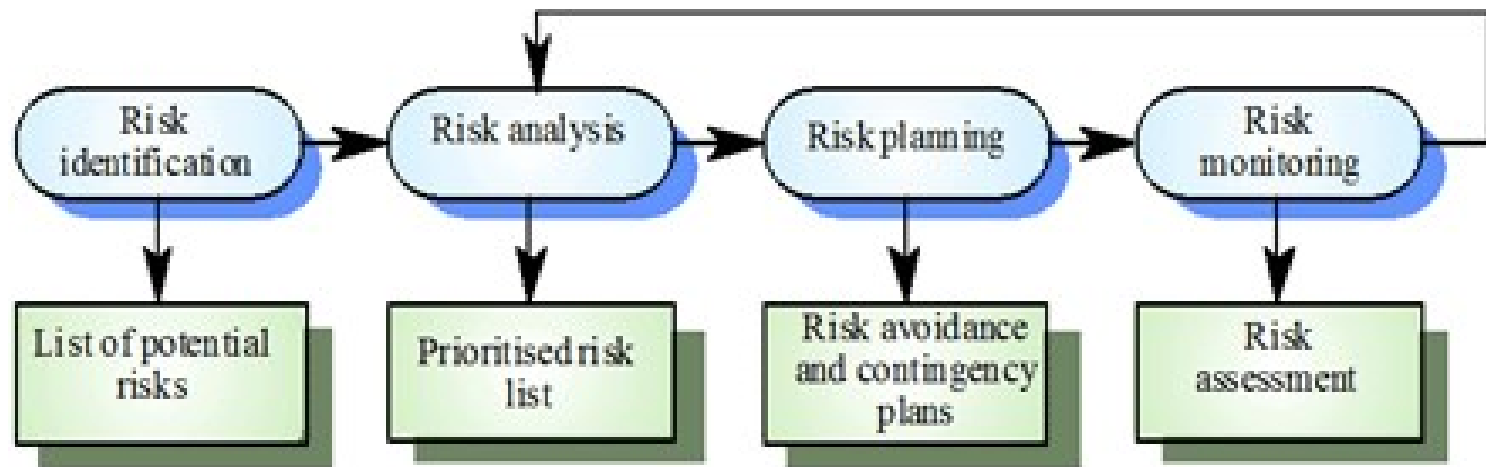 Risk
identification
Risk analysis
Risk planning
Risk
monitoring
List of potential
risks
Prioritised risk
list
Risk avoidance
and contingency
plans
Risk
assessment